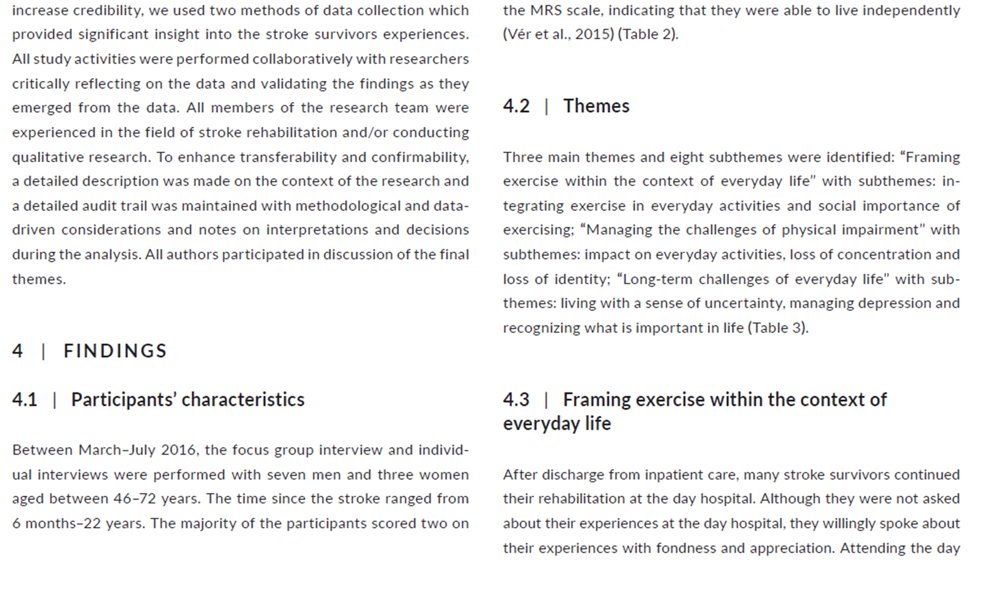 increase credibility, we used two methods of data collection which
provided significant insight into the stroke survivors experiences.
All study activities were performed collaboratively with researchers
critically reflecting on the data and validating the findings as they
emerged from the data. All members of the research team were
experienced in the field of stroke rehabilitation and/or conducting
qualitative research. To enhance transferability and confirmability,
a detailed description was made on the context of the research and
a detailed audit trail was maintained with methodological and data-
driven considerations and notes on interpretations and decisions
during the analysis. All authors participated in discussion of the final
themes.
4 | FINDINGS
4.1 | Participants’ characteristics
Between March–July 2016, the focus group interview and individ-
ual interviews were performed with seven men and three women
aged between 46–72 years. The time since the stroke ranged from
6 months–22 years. The majority of the participants scored two on
the MRS scale, indicating that they were able to live independently
(Vér et al., 2015) (Table 2).
4.2 | Themes
Three main themes and eight subthemes were identified: “Framing
exercise within the context of everyday life” with subthemes: in-
tegrating exercise in everyday activities and social importance of
exercising; “Managing the challenges of physical impairment” with
subthemes: impact on everyday activities, loss of concentration and
loss of identity; “Long-term challenges of everyday life” with sub-
themes: living with a sense of uncertainty, managing depression and
recognizing what is important in life (Table 3).
4.3 | Framing exercise within the context of
everyday life
After discharge from inpatient care, many stroke survivors continued
their rehabilitation at the day hospital. Although they were not asked
about their experiences at the day hospital, they willingly spoke about
their experiences with fondness and appreciation. Attending the day